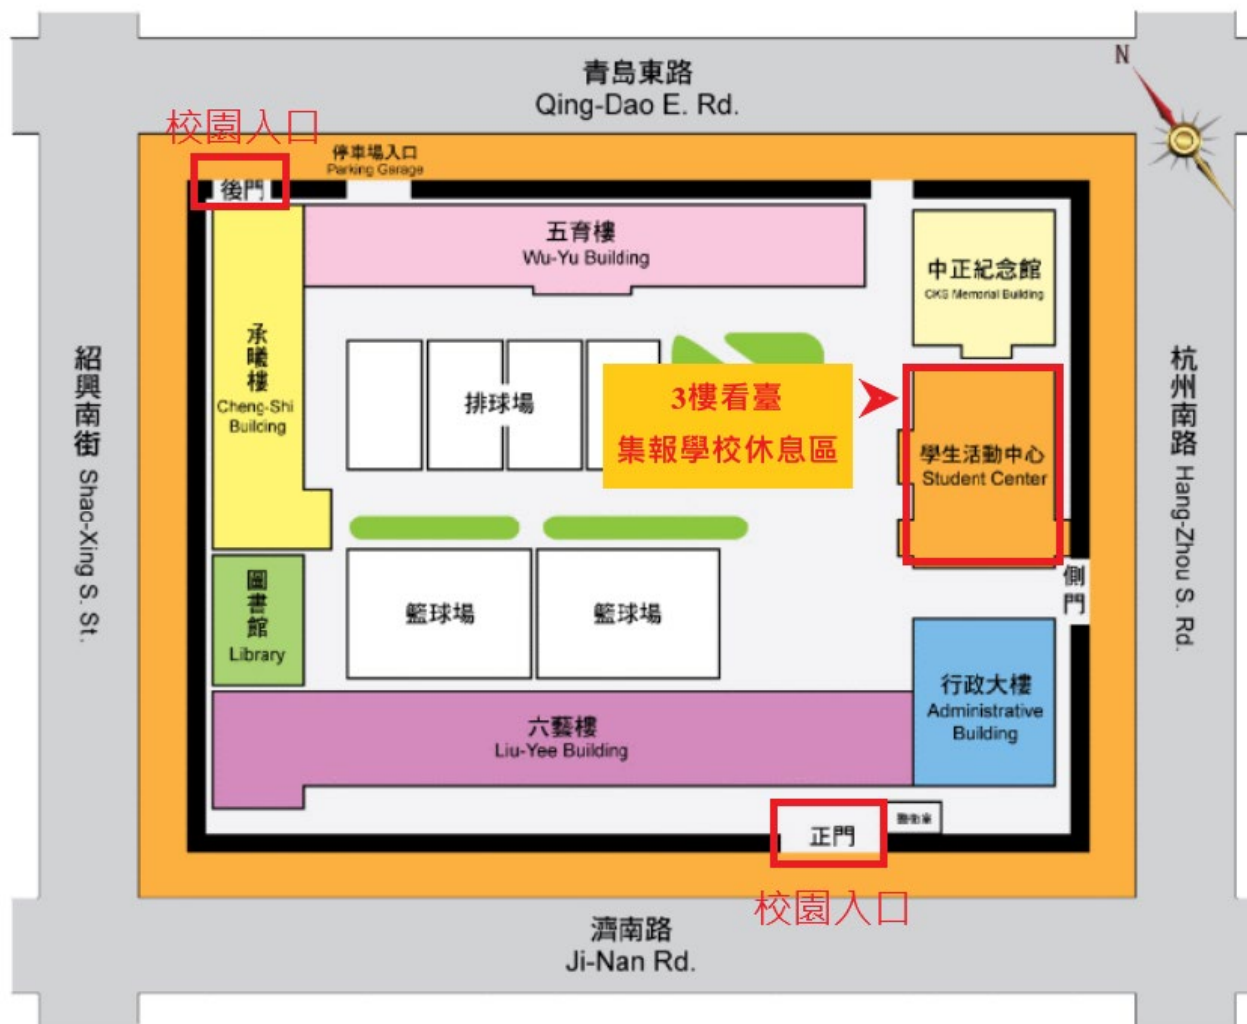 N
青島東路
Qing-Dao E. Rd.
校園入口
停車場入口
Parking Garage
後門
五育樓
Wu-Yu Building
中正紀念館
CKS Memorial Building
承曦樓
Cheng-Shi
Building
排球場
3樓看臺
集報學校休息區
學生活動中心
Student Center
紹興南街 Shao-Xing S. St.
杭州南路 Hang-Zhou S. Rd.
圖書館
Library
籃球場
籃球場
側門
行政大樓
Administrative
Building
六藝樓
Liu-Yee Building
警衛室
正門
校園入口
濟南路
Ji-Nan Rd.